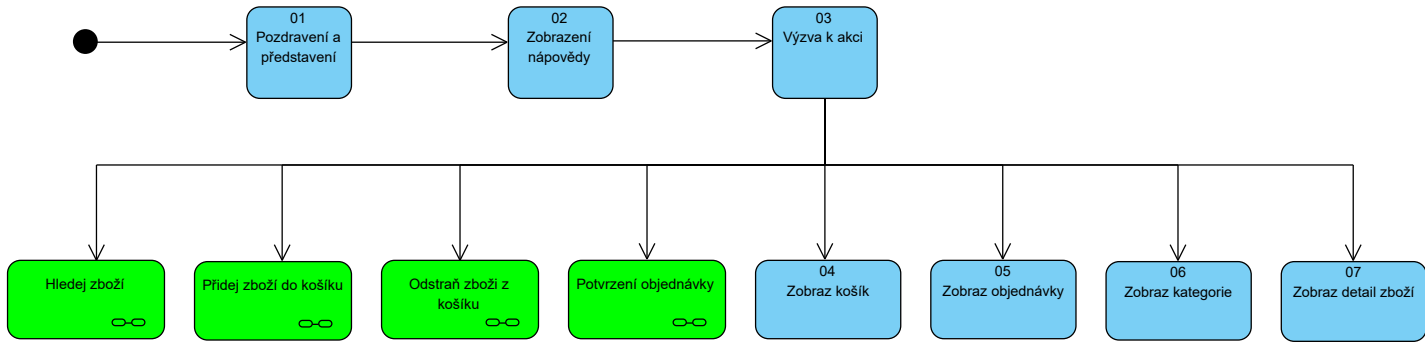 01
Pozdravení a
představení
02
Zobrazení
nápovědy
03
Výzva k akci
Hledej zboží
Přidej zboží do košíku
Odstraň zboži z
košíku
Potvrzení objednávky
04
Zobraz košík
05
Zobraz objednávky
06
Zobraz kategorie
07
Zobraz detail zboží